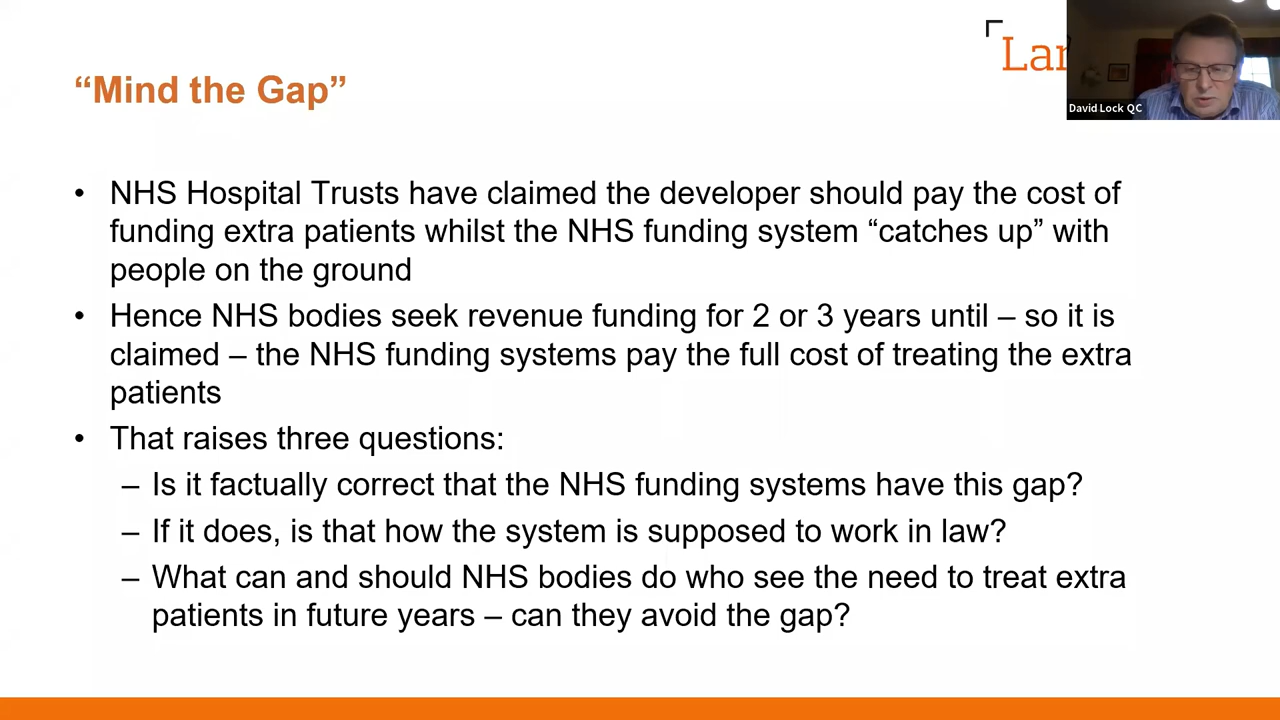 “Mind the Gap”
Lan
David Lock QC
• NHS Hospital Trusts have claimed the developer should pay the cost of
funding extra patients whilst the NHS funding system “catches up” with
people on the ground
• Hence NHS bodies seek revenue funding for 2 or 3 years until – so it is
claimed – the NHS funding systems pay the full cost of treating the extra
patients
• That raises three questions:
– Is it factually correct that the NHS funding systems have this gap?
– If it does, is that how the system is supposed to work in law?
– What can and should NHS bodies do who see the need to treat extra
patients in future years – can they avoid the gap?